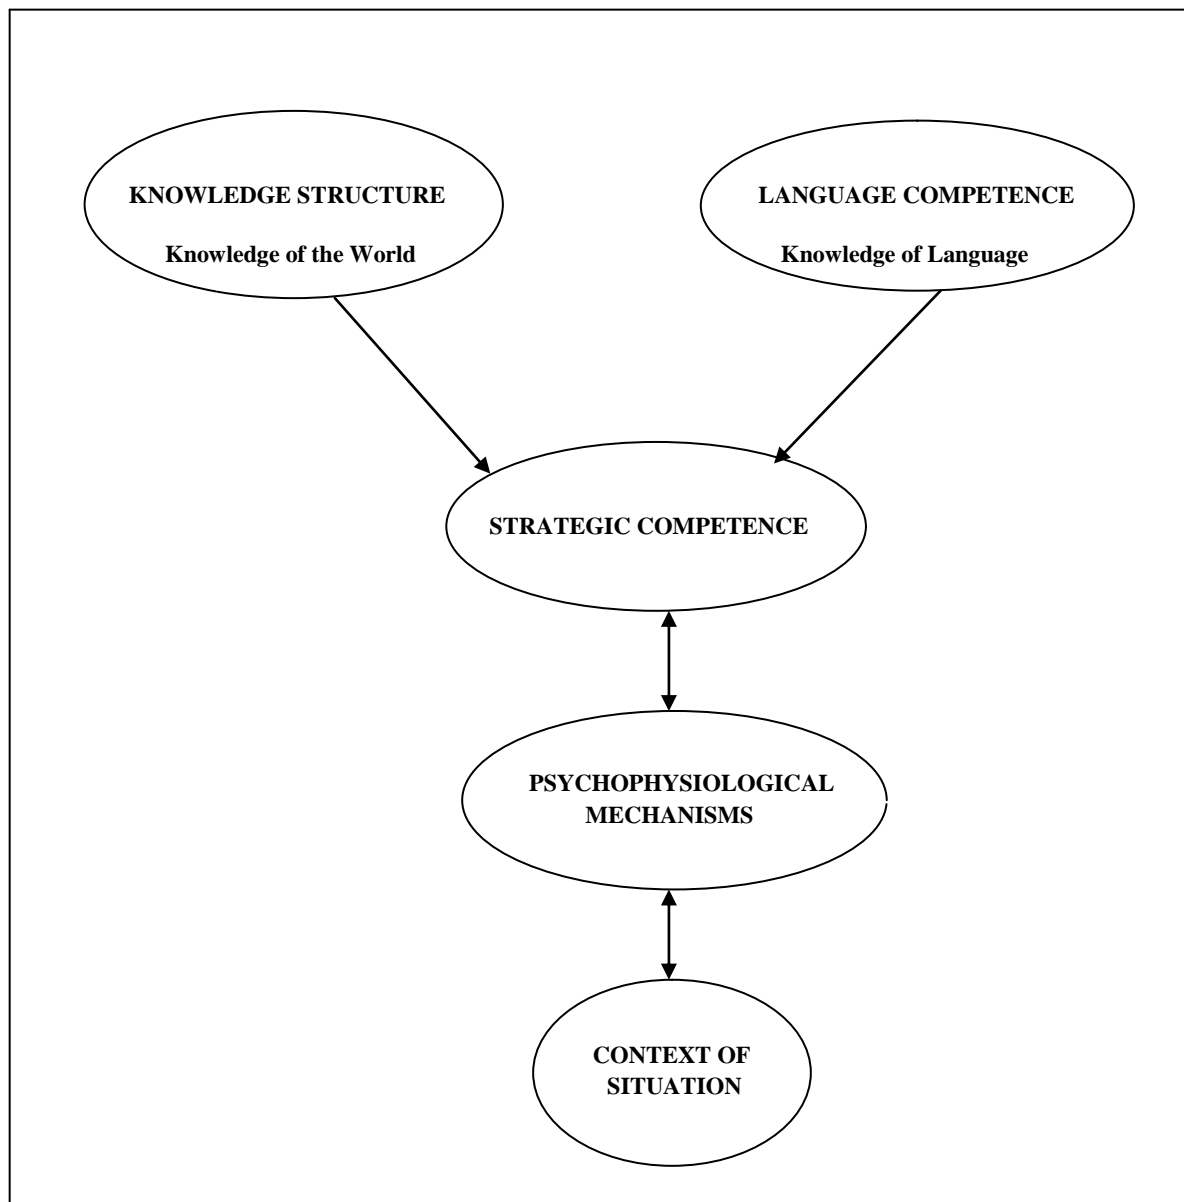 KNOWLEDGE STRUCTURE
Knowledge of the World
LANGUAGE COMPETENCE
Knowledge of Language
STRATEGIC COMPETENCE
PSYCHOPHYSIOLOGICAL
MECHANISMS
CONTEXT OF
SITUATION